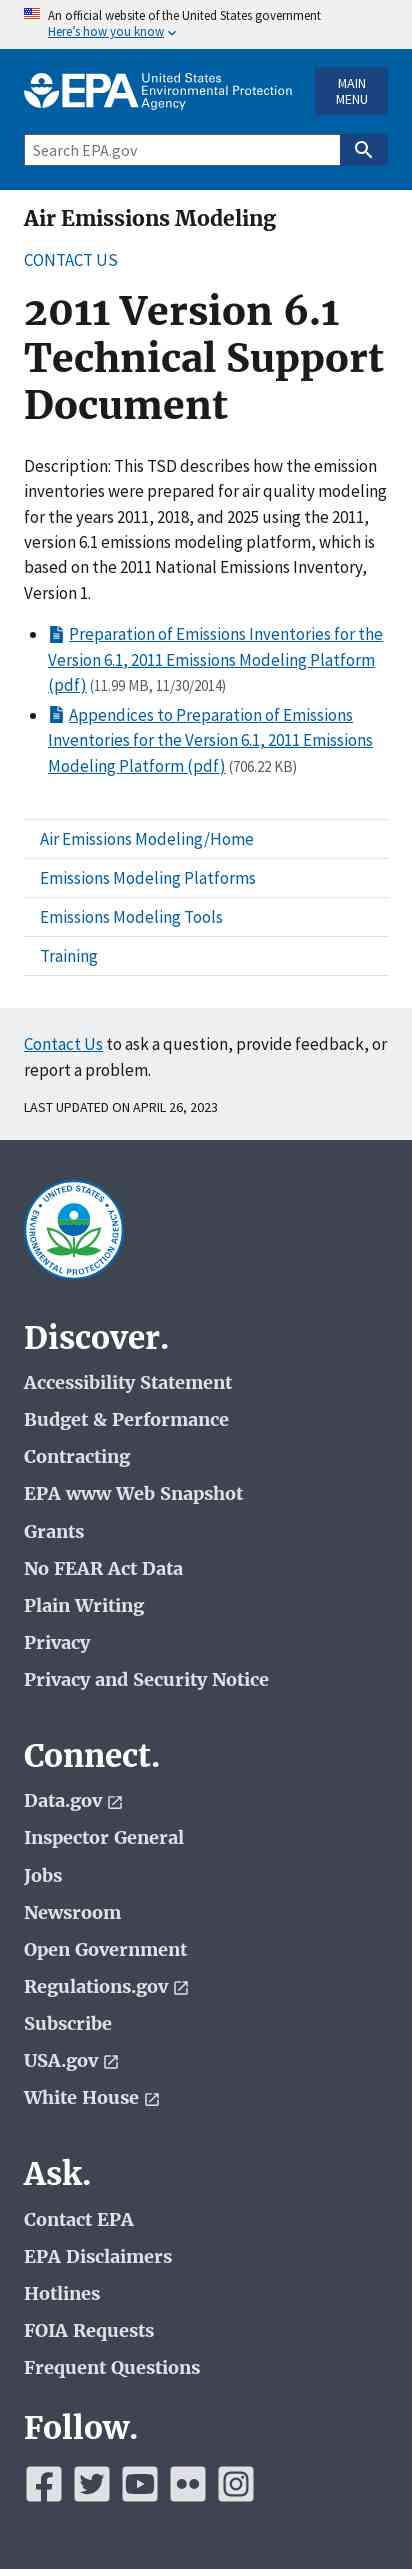 An official website of the United States government
Here's how you know
EPA United States
Environmental Protection
Agency
MAIN
MENU
Search EPA.gov
Air Emissions Modeling
CONTACT US
2011 Version 6.1
Technical Support
Document
Description: This TSD describes how the emission
inventories were prepared for air quality modeling
for the years 2011, 2018, and 2025 using the 2011,
version 6.1 emissions modeling platform, which is
based on the 2011 National Emissions Inventory,
Version 1.
Preparation of Emissions Inventories for the
Version 6.1, 2011 Emissions Modeling Platform
(pdf) (11.99 MB, 11/30/2014)
Appendices to Preparation of Emissions
Inventories for the Version 6.1, 2011 Emissions
Modeling Platform (pdf) (706.22 KB)
Air Emissions Modeling/Home
Emissions Modeling Platforms
Emissions Modeling Tools
Training
Contact Us to ask a question, provide feedback, or
report a problem.
LAST UPDATED ON APRIL 26, 2023
UNITED STATES
ENVIRONMENTAL PROTECTION AGENCY
Discover.
Accessibility Statement
Budget & Performance
Contracting
EPA www Web Snapshot
Grants
No FEAR Act Data
Plain Writing
Privacy
Privacy and Security Notice
Connect.
Data.gov
Inspector General
Jobs
Newsroom
Open Government
Regulations.gov
Subscribe
USA.gov
White House
Ask.
Contact EPA
EPA Disclaimers
Hotlines
FOIA Requests
Frequent Questions
Follow.